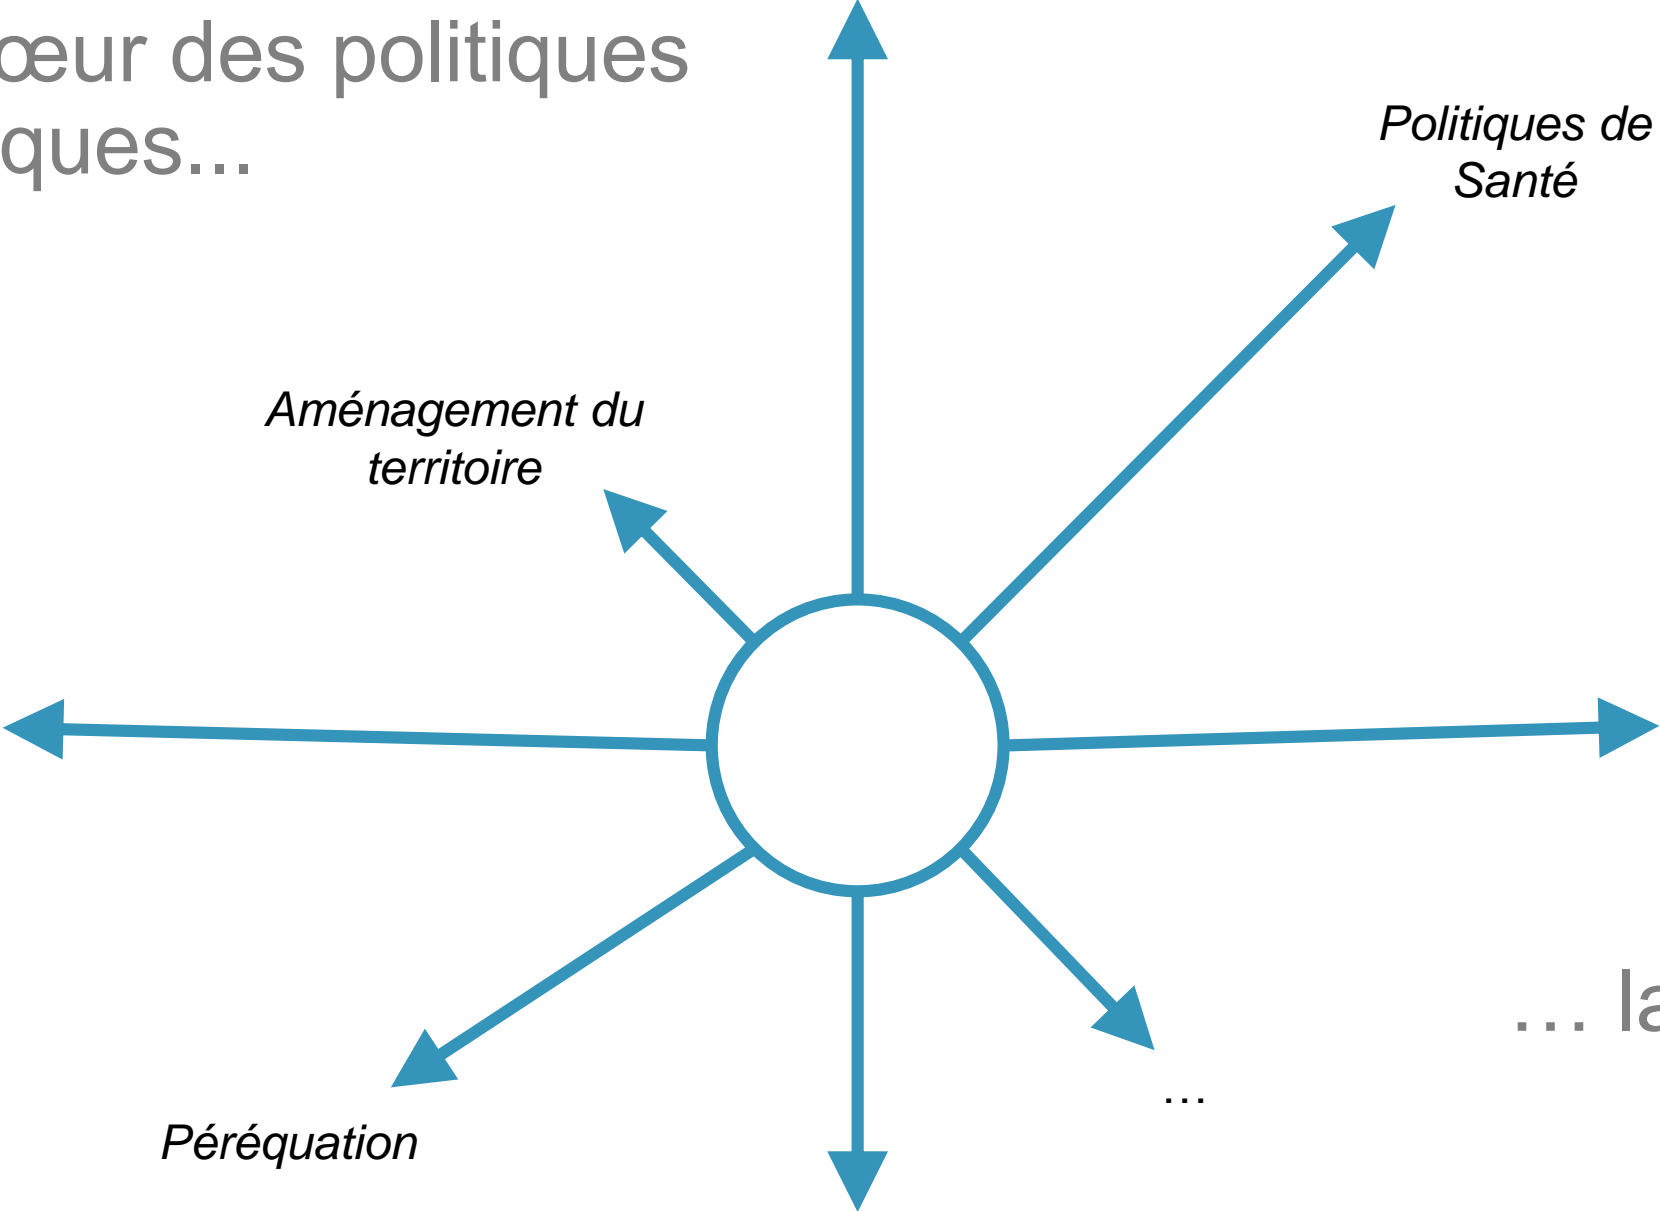 œur des politiques
ques...
Politiques de
Santé
Aménagement du
territoire
… la
…
Péréquation